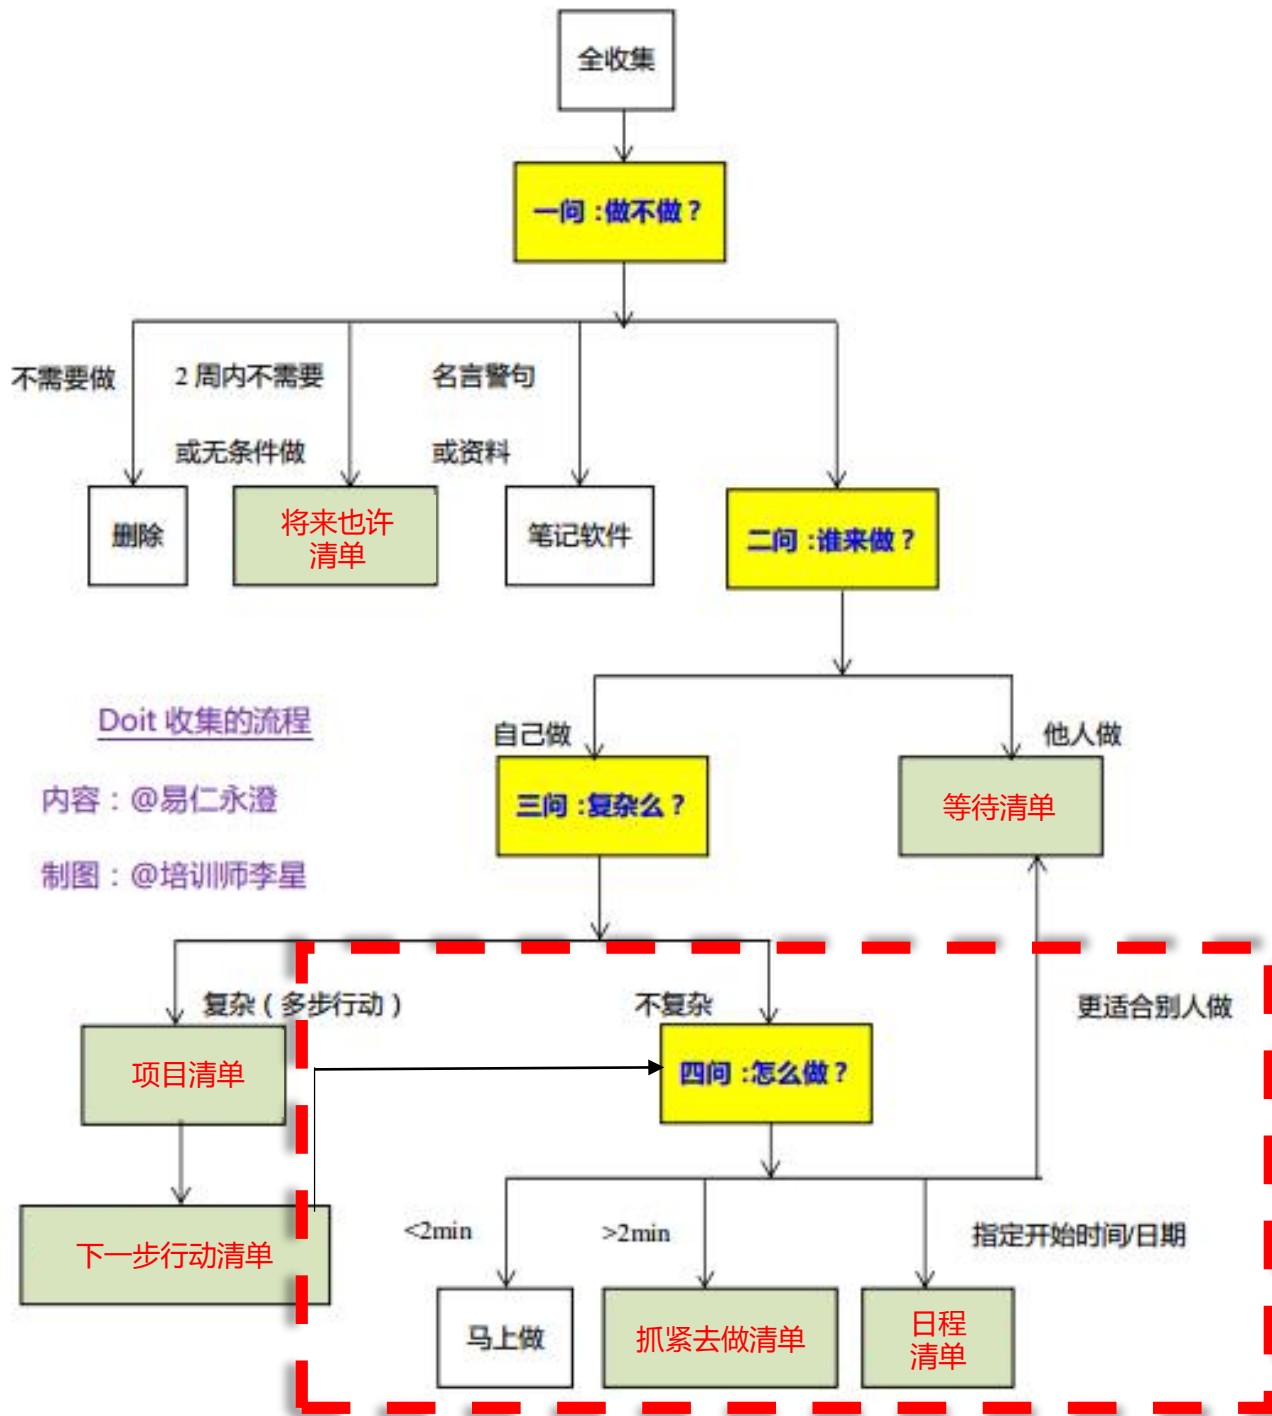 全收集
一问：做不做？
不需要做
2 周内不需要
或无条件做
名言警句
或资料
删除
将来也许
清单
笔记软件
二问：谁来做？
Doit 收集的流程
内容：@易仁永澄
制图：@培训师李星
自己做
他人做
三问：复杂么？
等待清单
复杂（多步行动）
不复杂
更适合别人做
项目清单
四问：怎么做？
下一步行动清单
<2min
>2min
指定开始时间/日期
马上做
抓紧去做清单
日程
清单